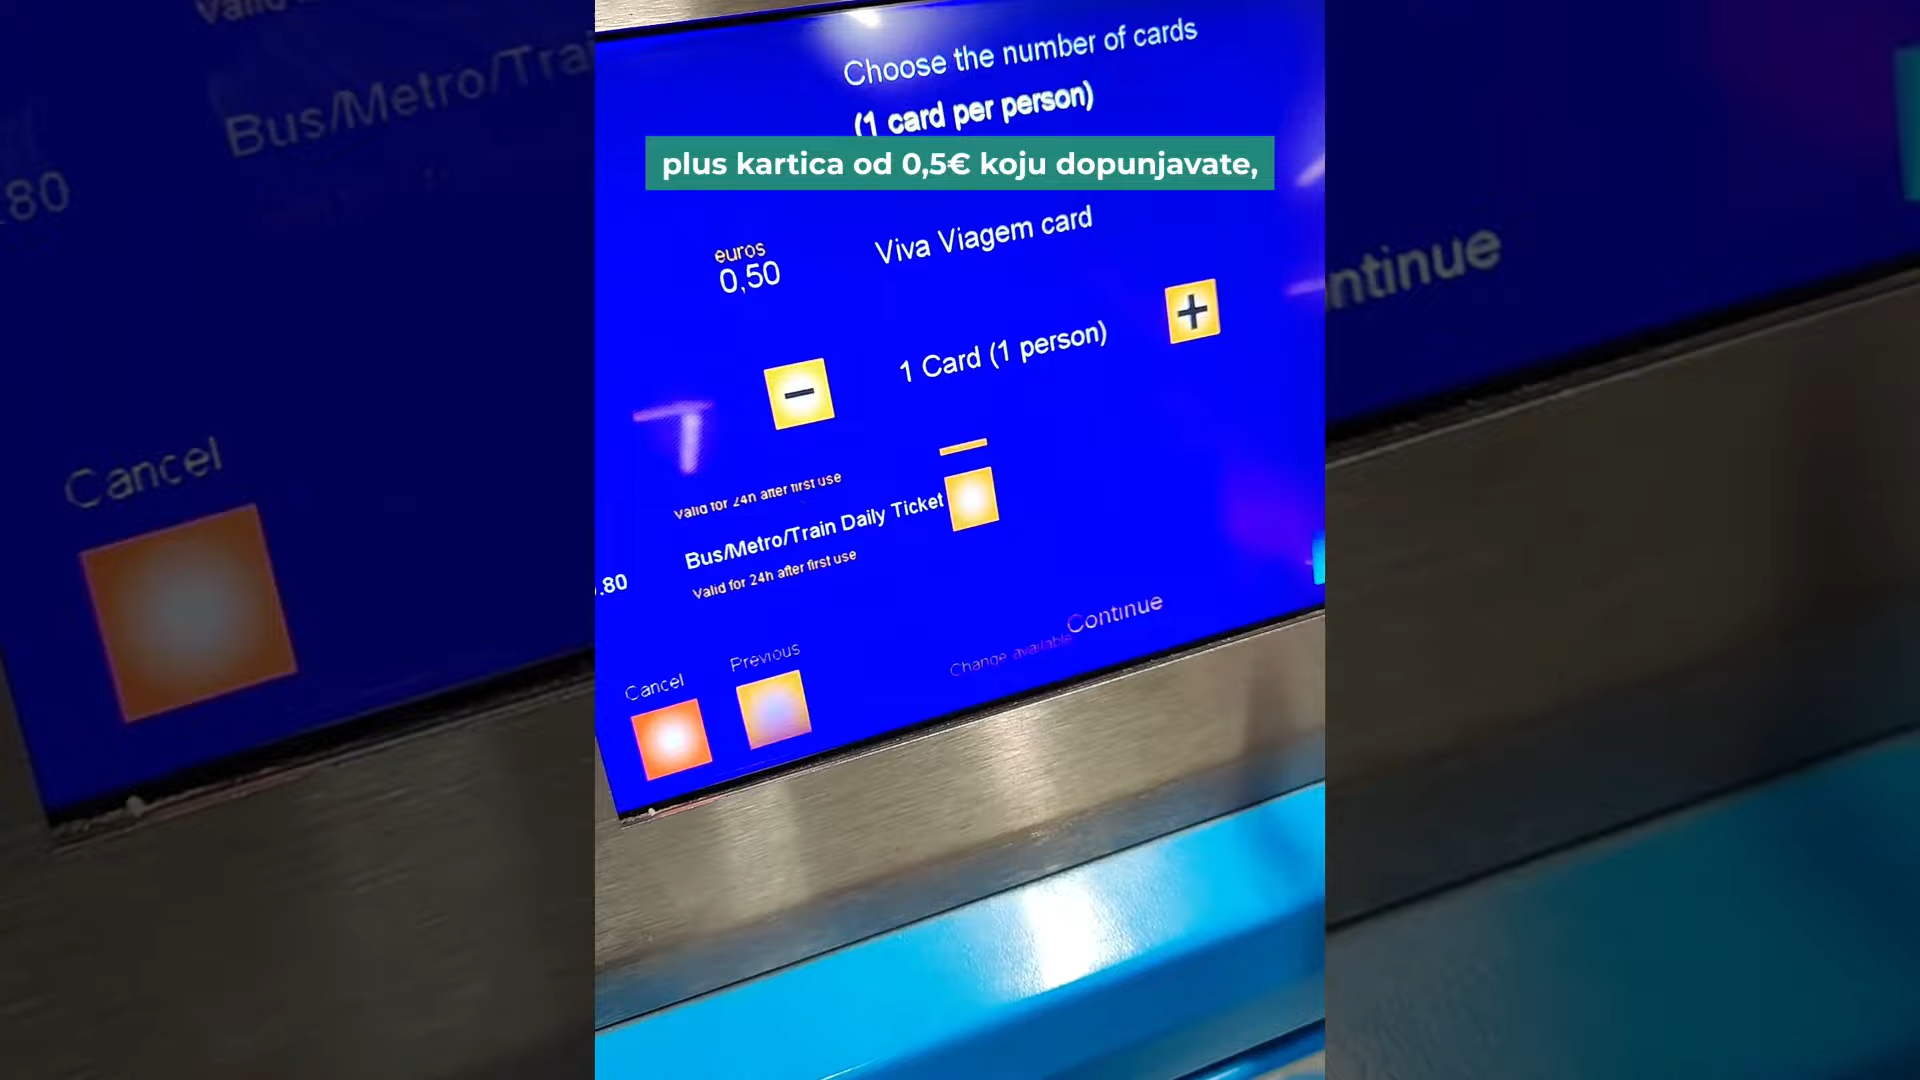 Choose the number of cards
(1 card per person)
plus kartica od 0,5€ koju dopunjavate,
Viva Viagem card
euros
0,50
+
1 Card (1 person)
-
Valid for 24h after first use
Bus/Metro/Train Daily Ticket
.80
Valid for 24h after first use
Continue
Change available
Previous
Cancel
Bus/Metro/Trai
.80
Cancel
ntinue